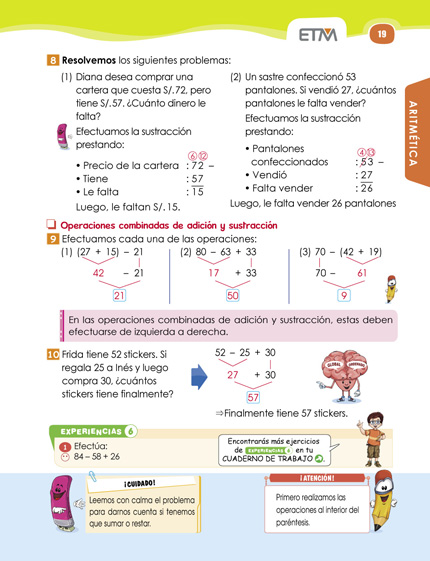 ETM
19
ARITMÉTICA
8 Resolvemos los siguientes problemas:
(1) Diana desea comprar una
cartera que cuesta S/.72, pero
tiene S/.57. ¿Cuánto dinero le
falta?
Efectuamos la sustracción
prestando:
⑥⑫
• Precio de la cartera : 72 –
• Tiene : 57
• Le falta : 15
Luego, le faltan S/.15.
(2) Un sastre confeccionó 53
pantalones. Si vendió 27, ¿cuántos
pantalones le falta vender?
Efectuamos la sustracción
prestando:
• Pantalones ④⑬
confeccionados : 53 –
• Vendió : 27
• Falta vender : 26
Luego, le falta vender 26 pantalones
Operaciones combinadas de adición y sustracción
9 Efectuamos cada una de las operaciones:
(1) (27 + 15) – 21
42 – 21
21
(2) 80 – 63 + 33
17 + 33
50
(3) 70 – (42 + 19)
70 – 61
9
En las operaciones combinadas de adición y sustracción, estas deben
efectuarse de izquierda a derecha.
10 Frida tiene 52 stickers. Si
regala 25 a Inés y luego
compra 30, ¿cuántos
stickers tiene finalmente?
52 – 25 + 30
27 + 30
57
⇒Finalmente tiene 57 stickers.
GLOBAL
EXPERIENCIAS 6
1 Efectúa:
84 – 58 + 26
Encontrarás más ejercicios
de EXPERIENCIAS 6 en tu
CUADERNO DE TRABAJO
¡CUIDADO!
Leemos con calma el problema
para darnos cuenta si tenemos
que sumar o restar.
¡ATENCIÓN!
Primero realizamos las
operaciones al interior del
paréntesis.